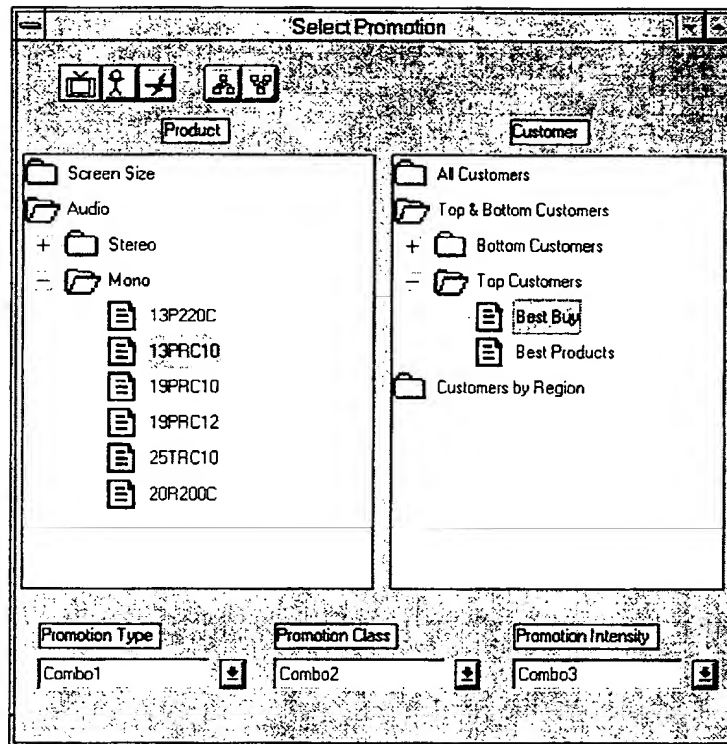 Select Promotion
Product
Customer
Screen Size
Audio
+ Stereo
- Mono
13P220C
13PRC10
19PRC10
19PRC12
25TRC10
20R200C
All Customers
Top & Bottom Customers
+ Bottom Customers
- Top Customers
Best Buy
Best Products
Customers by Region
Promotion Type
Promotion Class
Promotion Intensity
Combo1
Combo2
Combo3